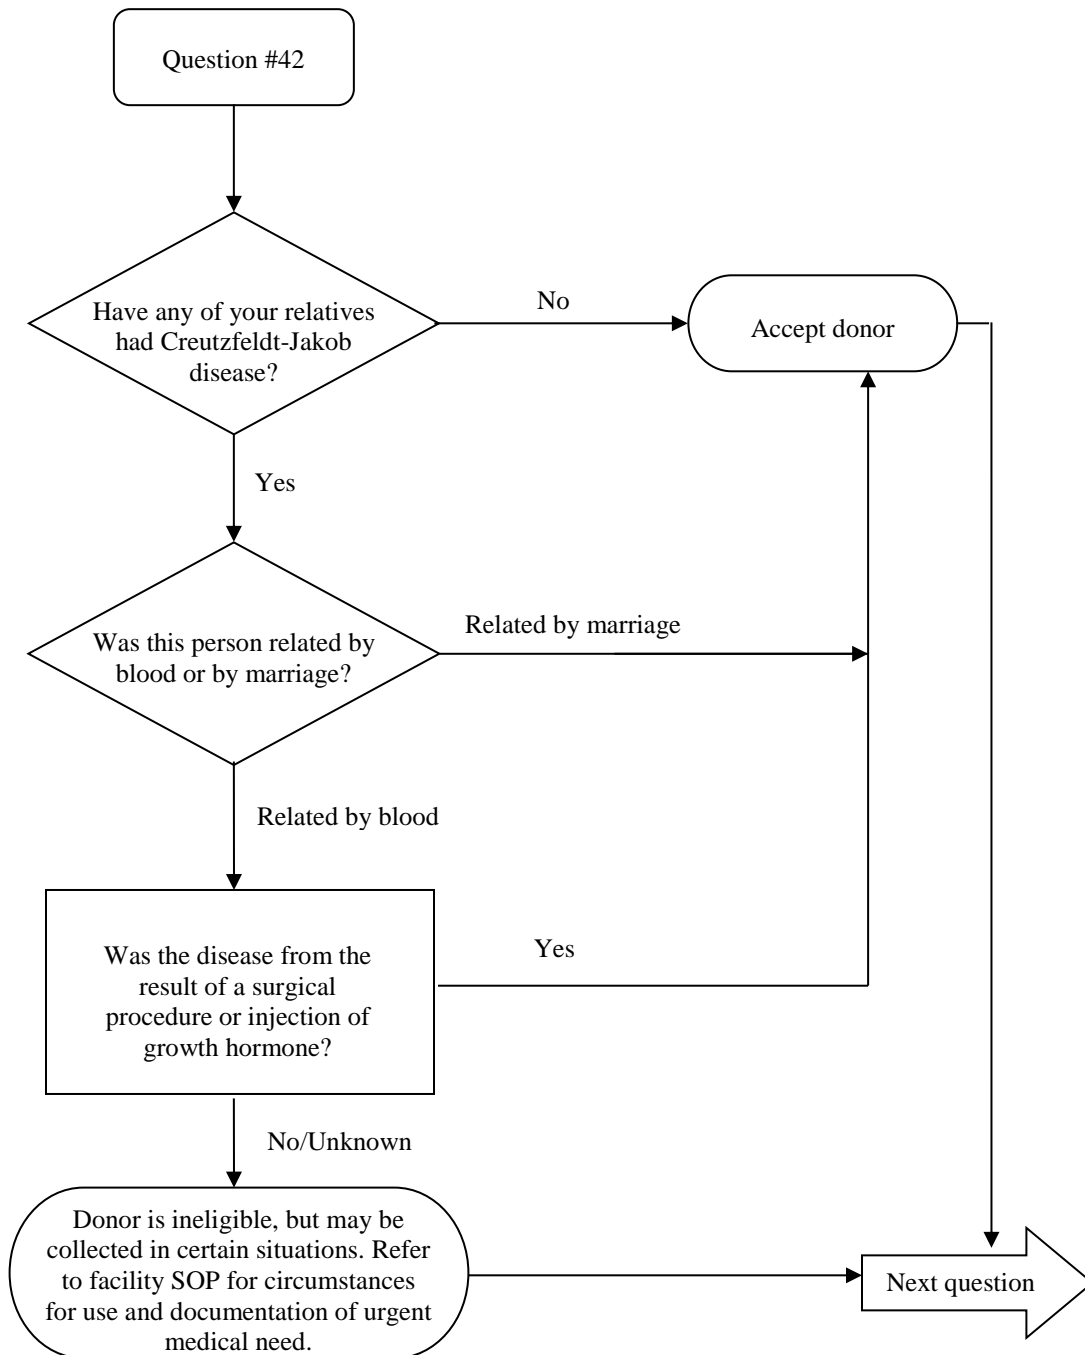 Question #42
Have any of your relatives
had Creutzfeldt-Jakob
disease?
No
Accept donor
Yes
Was this person related by
blood or by marriage?
Related by marriage
Related by blood
Was the disease from the
result of a surgical
procedure or injection of
growth hormone?
Yes
No/Unknown
Donor is ineligible, but may be
collected in certain situations. Refer
to facility SOP for circumstances
for use and documentation of urgent
medical need.
Next question